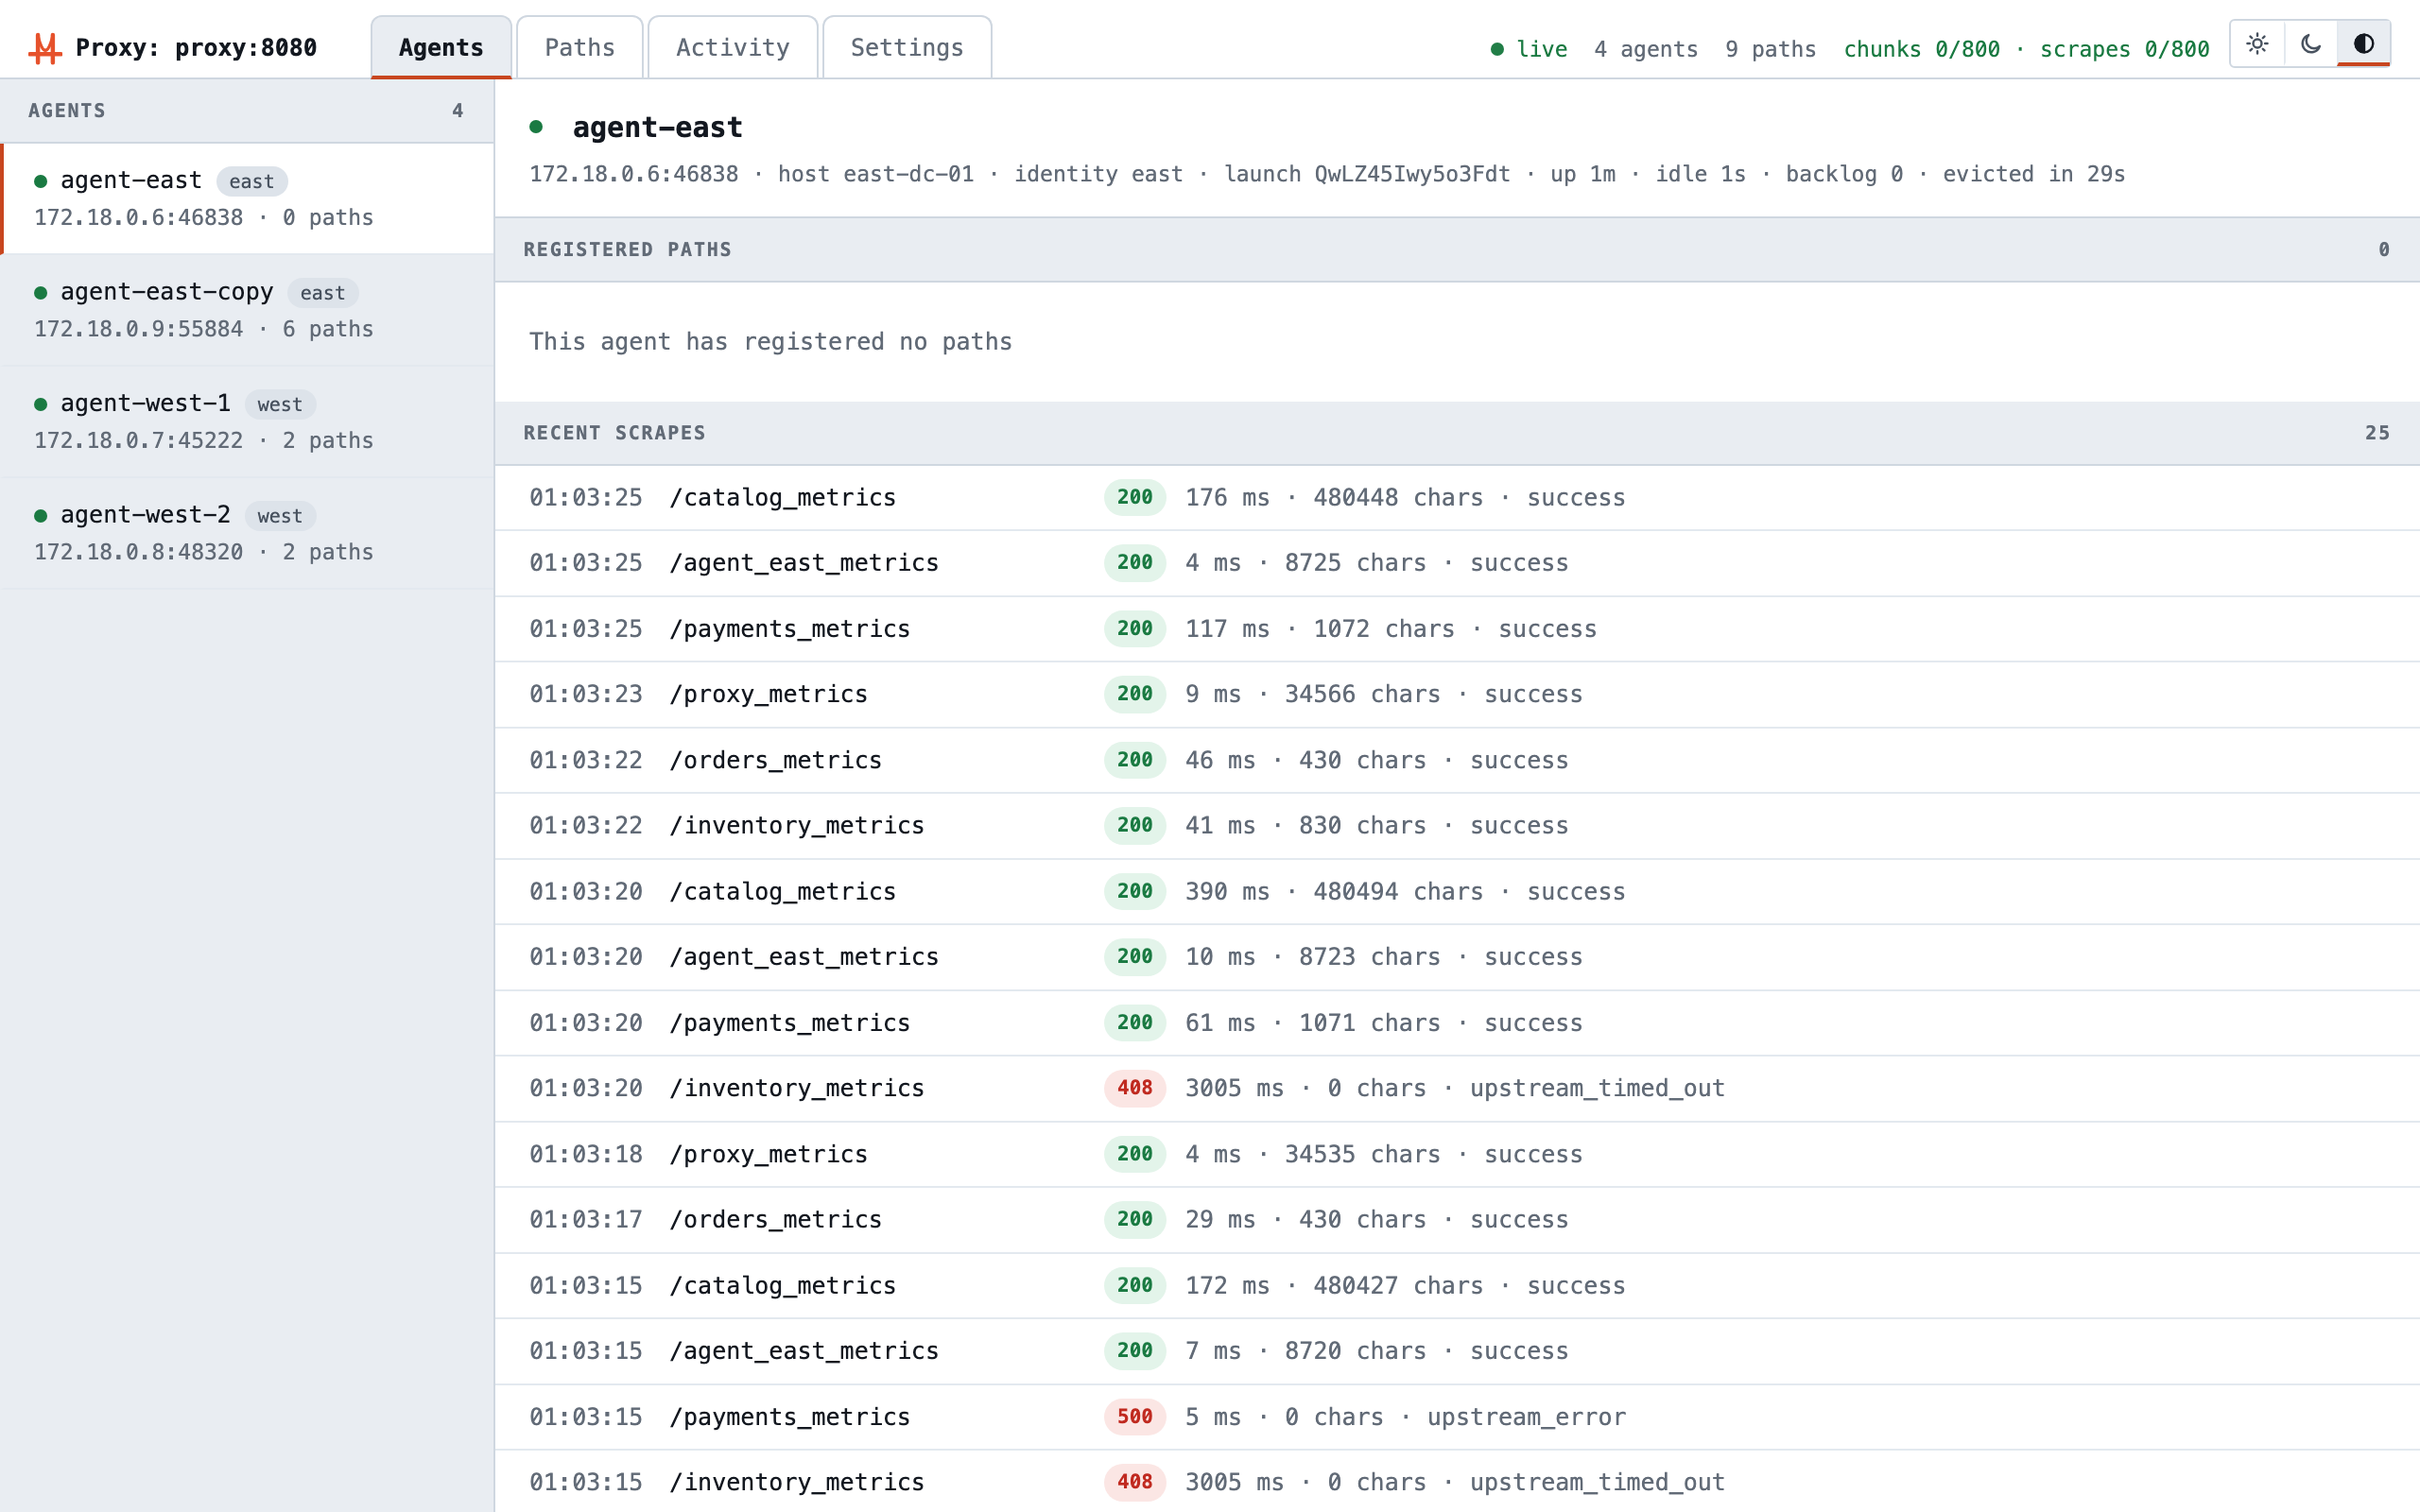 Proxy: proxy:8080 Agents Paths Activity Settings live 4 agents 9 paths chunks 0/800 · scrapes 0/800
AGENTS 4
agent-east east
172.18.0.6:46838 · 0 paths
agent-east-copy east
172.18.0.9:55884 · 6 paths
agent-west-1 west
172.18.0.7:45222 · 2 paths
agent-west-2 west
172.18.0.8:48320 · 2 paths
agent-east
172.18.0.6:46838 · host east-dc-01 · identity east · launch QwLZ45Iwy5o3Fdt · up 1m · idle 1s · backlog 0 · evicted in 29s
REGISTERED PATHS 0
This agent has registered no paths
RECENT SCRAPES 25
01:03:25 /catalog_metrics 200 176 ms · 480448 chars · success
01:03:25 /agent_east_metrics 200 4 ms · 8725 chars · success
01:03:25 /payments_metrics 200 117 ms · 1072 chars · success
01:03:23 /proxy_metrics 200 9 ms · 34566 chars · success
01:03:22 /orders_metrics 200 46 ms · 430 chars · success
01:03:22 /inventory_metrics 200 41 ms · 830 chars · success
01:03:20 /catalog_metrics 200 390 ms · 480494 chars · success
01:03:20 /agent_east_metrics 200 10 ms · 8723 chars · success
01:03:20 /payments_metrics 200 61 ms · 1071 chars · success
01:03:20 /inventory_metrics 408 3005 ms · 0 chars · upstream_timed_out
01:03:18 /proxy_metrics 200 4 ms · 34535 chars · success
01:03:17 /orders_metrics 200 29 ms · 430 chars · success
01:03:15 /catalog_metrics 200 172 ms · 480427 chars · success
01:03:15 /agent_east_metrics 200 7 ms · 8720 chars · success
01:03:15 /payments_metrics 500 5 ms · 0 chars · upstream_error
01:03:15 /inventory_metrics 408 3005 ms · 0 chars · upstream_timed_out